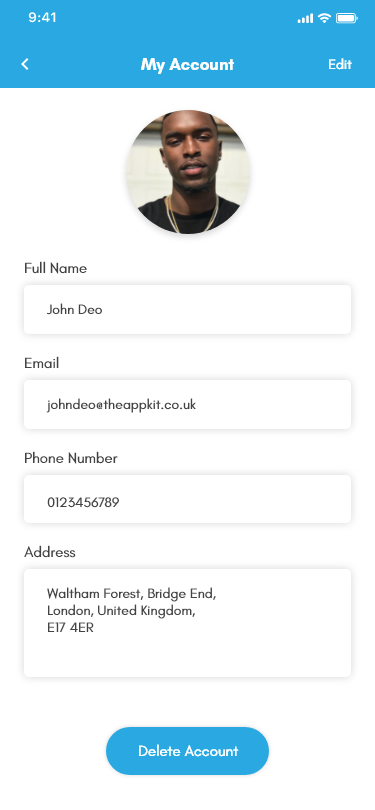 9:41
My Account
Edit
Full Name
John Deo
Email
johndeo@theappkit.co.uk
Phone Number
0123456789
Address
Waltham Forest, Bridge End,
London, United Kingdom,
E17 4ER
Delete Account